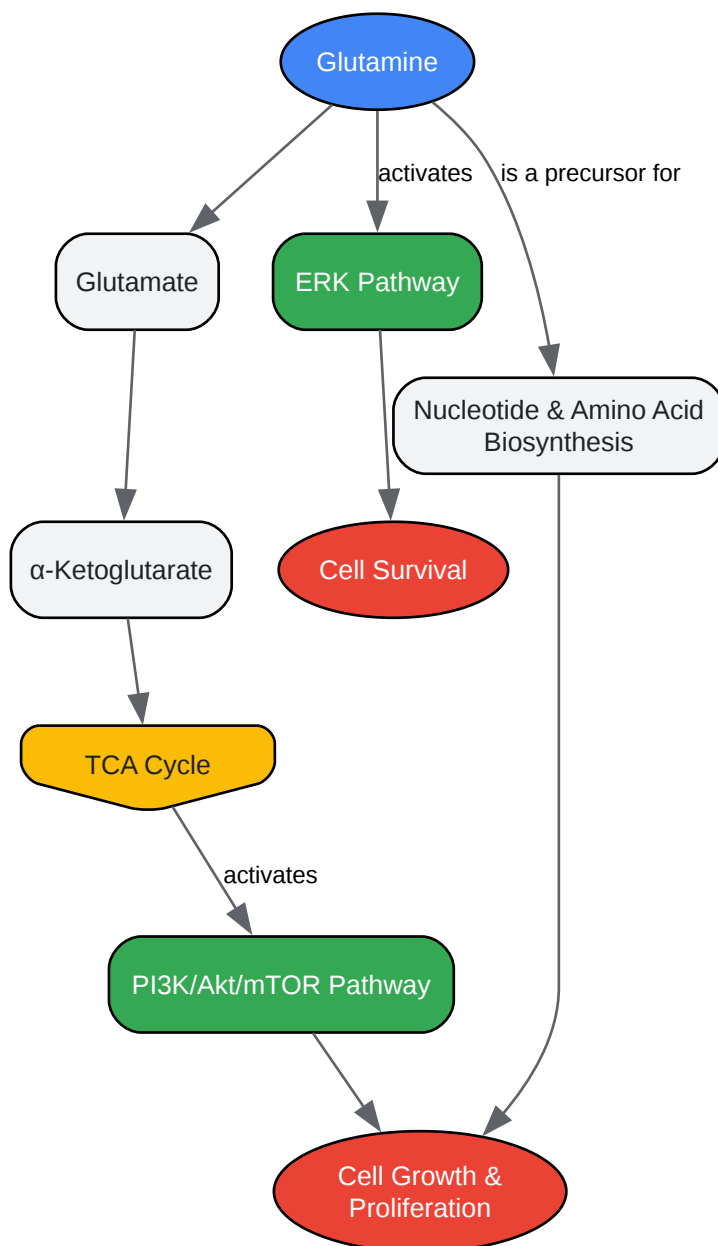 Glutamine
activates
is a precursor for
Glutamate
ERK Pathway
Nucleotide & Amino Acid
Biosynthesis
α-Ketoglutarate
Cell Survival
TCA Cycle
activates
PI3K/Akt/mTOR Pathway
Cell Growth &
Proliferation